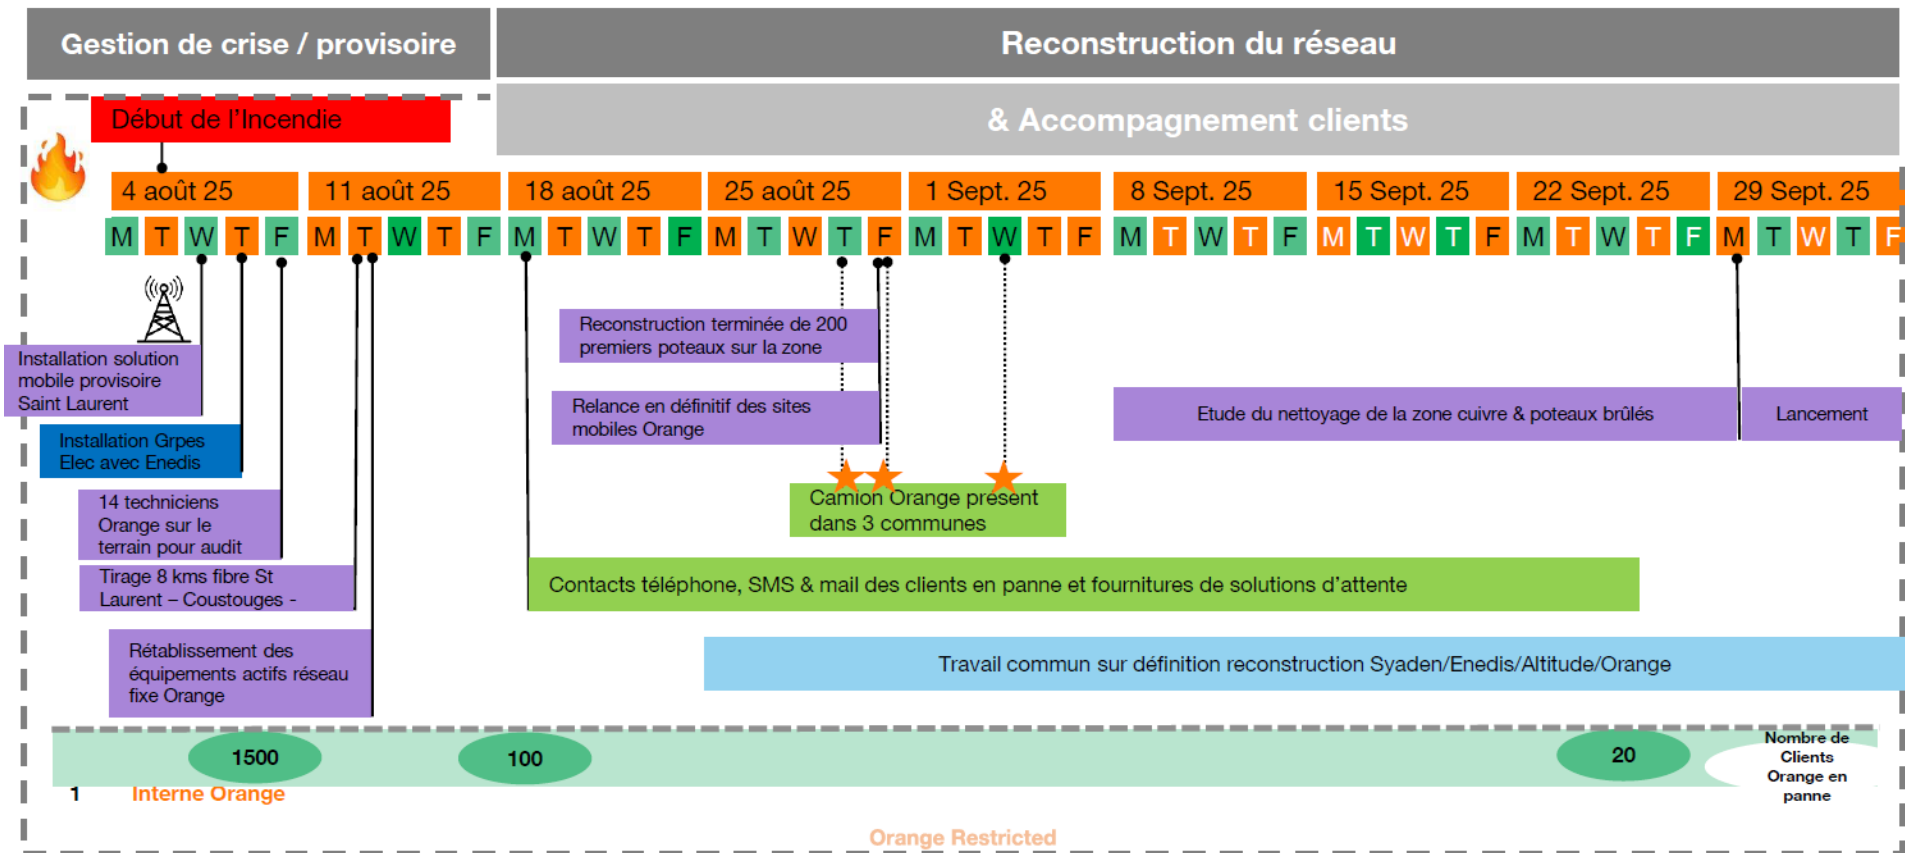 Gestion de crise / provisoire
Reconstruction du réseau
& Accompagnement clients
Début de l'Incendie
4 août 25
11 août 25
18 août 25
25 août 25
1 Sept. 25
8 Sept. 25
15 Sept. 25
22 Sept. 25
29 Sept. 25
M T W T F M T W T F M T W T F M T W T F M T W T F M T W T F M T W T F M T W T F M T W T F
Installation solution
mobile provisoire
Saint Laurent
Installation Grpes
Elec avec Enedis
14 techniciens
Orange sur le
terrain pour audit
Tirage 8 kms fibre St
Laurent – Coustouges -
Rétablissement des
équipements actifs réseau
fixe Orange
Reconstruction terminée de 200
premiers poteaux sur la zone
Relance en définitif des sites
mobiles Orange
Camion Orange présent
dans 3 communes
Etude du nettoyage de la zone cuivre & poteaux brûlés
Lancement
Contacts téléphone, SMS & mail des clients en panne et fournitures de solutions d'attente
Travail commun sur définition reconstruction Syaden/Enedis/Altitude/Orange
1500
100
20
Nombre de
Clients
Orange en
panne
1
Interne Orange
Orange Restricted